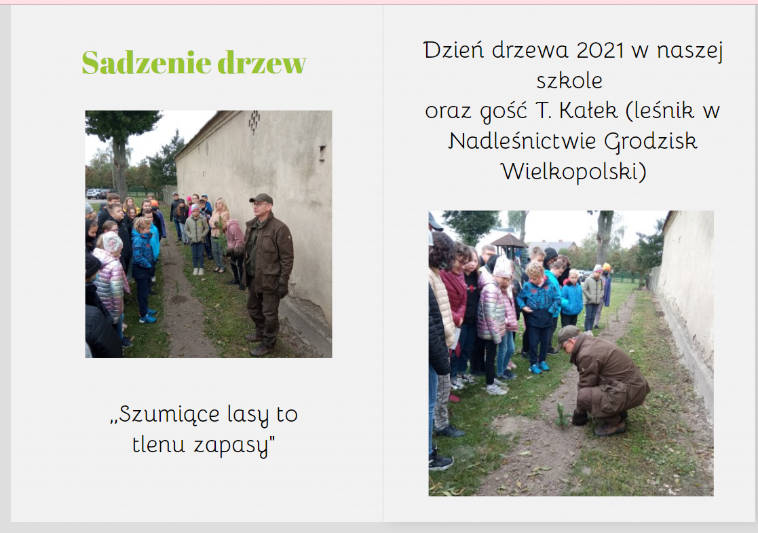 Sadzenie drzew
,,Szumiące lasy to
tlenu zapasy"
Dzień drzewa 2021 w naszej
szkole
oraz gość T. Kałek (leśnik w
Nadleśnictwie Grodzisk
Wielkopolski)